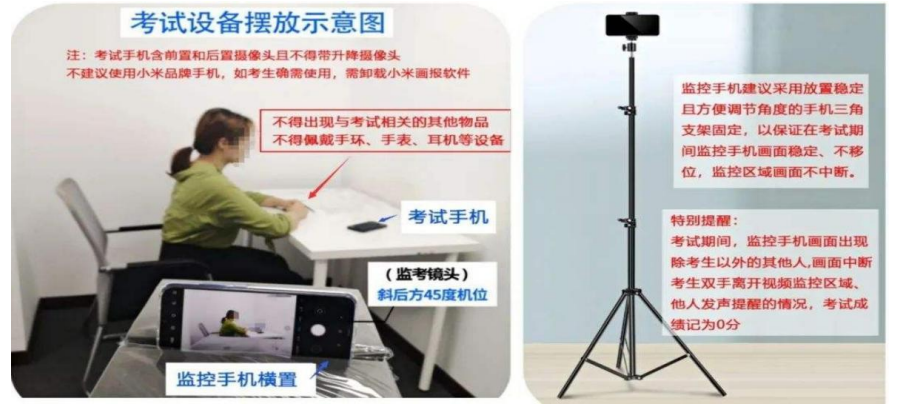 考试设备摆放示意图
注：考试手机含前置和后置摄像头且不得带升降摄像头
不建议使用小米品牌手机，如考生确需使用，需卸载小米画报软件
不得出现与考试相关的其他物品
不得佩戴手环、手表、耳机等设备
考试手机
（监考镜头）
斜后方45度机位
监控手机横置
监控手机建议采用放置稳定
且方便调节角度的手机三角
支架固定，以保证在考试期
间监控手机画面稳定、不移
位，监控区域画面不中断。
特别提醒：
考试期间，监控手机画面出现
除考生以外的其他人,画面中断
考生双手离开视频监控区域、
他人发声提醒的情况，考试成
绩记为0分